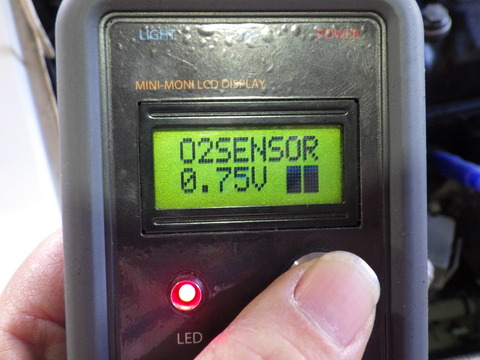 LIGHT POWER
MINI-MONI LCD DISPLAY
O2SENSOR
0.75V
LED